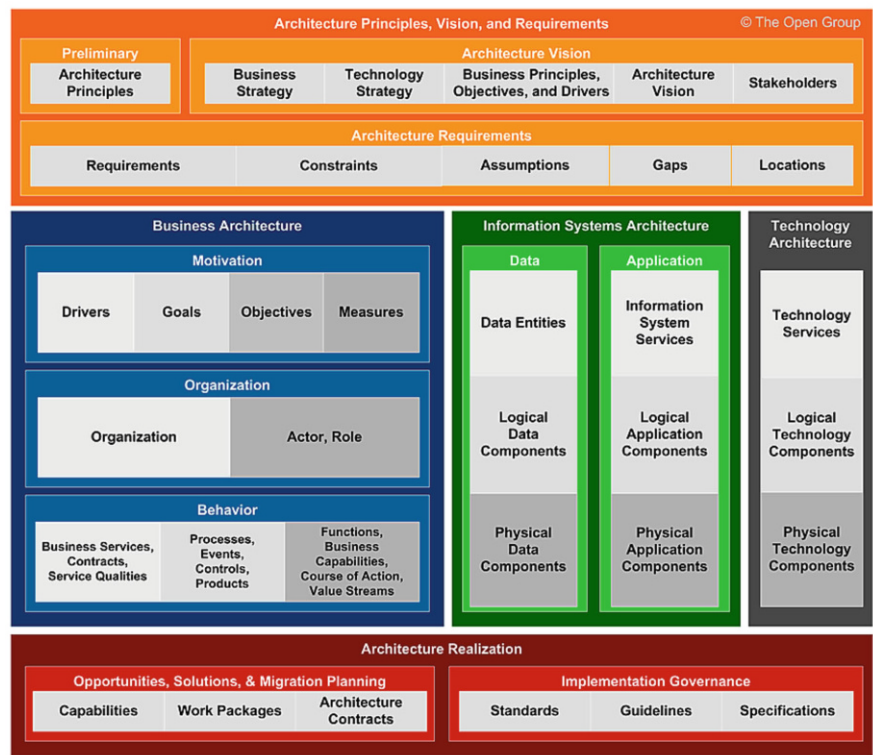 Architecture Principles, Vision, and Requirements
© The Open Group
Preliminary
Architecture
Principles
Architecture Vision
Business
Strategy
Technology
Strategy
Business Principles,
Objectives, and Drivers
Architecture
Vision
Stakeholders
Architecture Requirements
Requirements
Constraints
Assumptions
Gaps
Locations
Business Architecture
Motivation
Drivers
Goals
Objectives
Measures
Organization
Organization
Actor, Role
Behavior
Business Services,
Contracts,
Service Qualities
Processes,
Events,
Controls,
Products
Functions,
Business
Capabilities,
Course of Action,
Value Streams
Information Systems Architecture
Data
Data Entities
Logical
Data
Components
Physical
Data
Components
Application
Information
System
Services
Logical
Application
Components
Physical
Application
Components
Technology
Architecture
Technology
Services
Logical
Technology
Components
Physical
Technology
Components
Architecture Realization
Opportunities, Solutions, & Migration Planning
Capabilities
Work Packages
Architecture
Contracts
Implementation Governance
Standards
Guidelines
Specifications